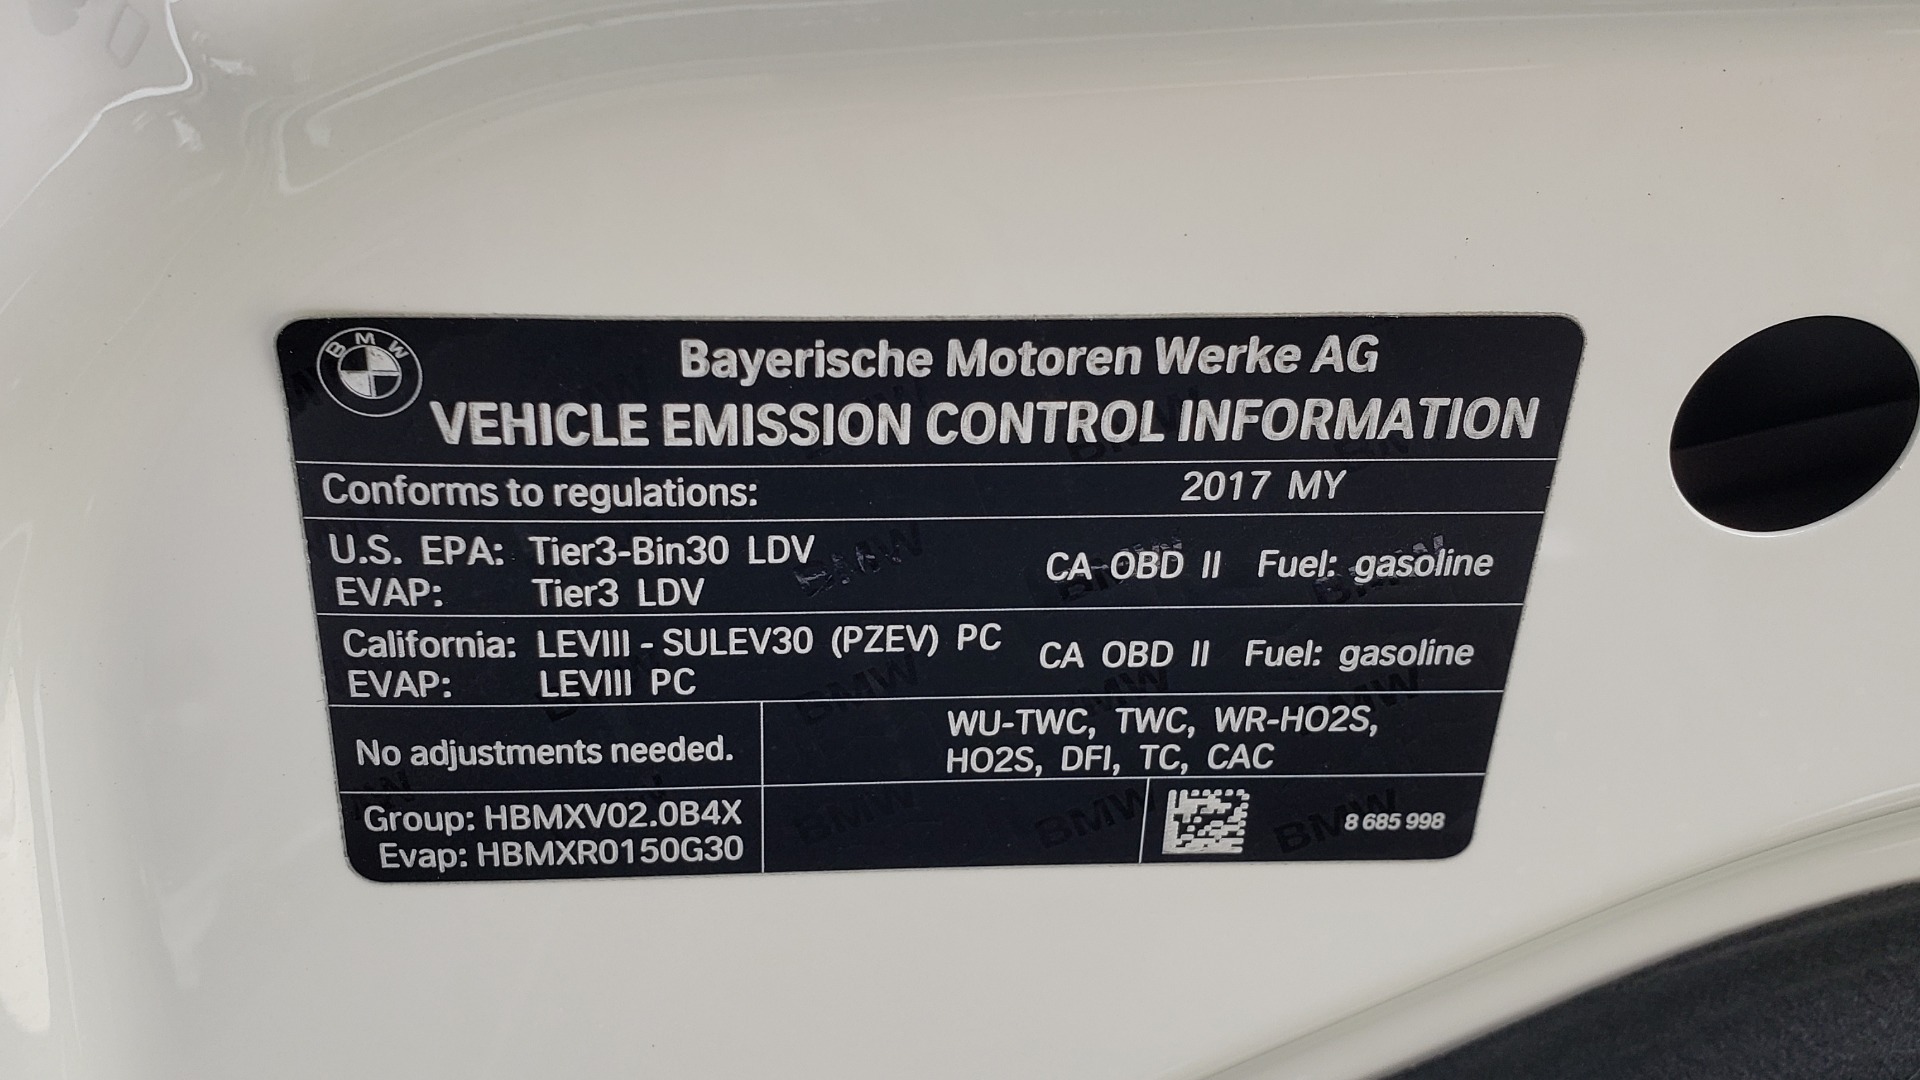 BMW
Bayerische Motoren Werke AG
VEHICLE EMISSION CONTROL INFORMATION
Conforms to regulations: 2017 MY
U.S. EPA: Tier3-Bin30 LDV CA OBD II Fuel: gasoline
EVAP: Tier3 LDV
California: LEVIII - SULEV30 (PZEV) PC CA OBD II Fuel: gasoline
EVAP: LEVIII PC
No adjustments needed.
WU-TWC, TWC, WR-HO2S,
HO2S, DFI, TC, CAC
Group: HBMXV02.0B4X
Evap: HBMXR0150G30
8 685 998